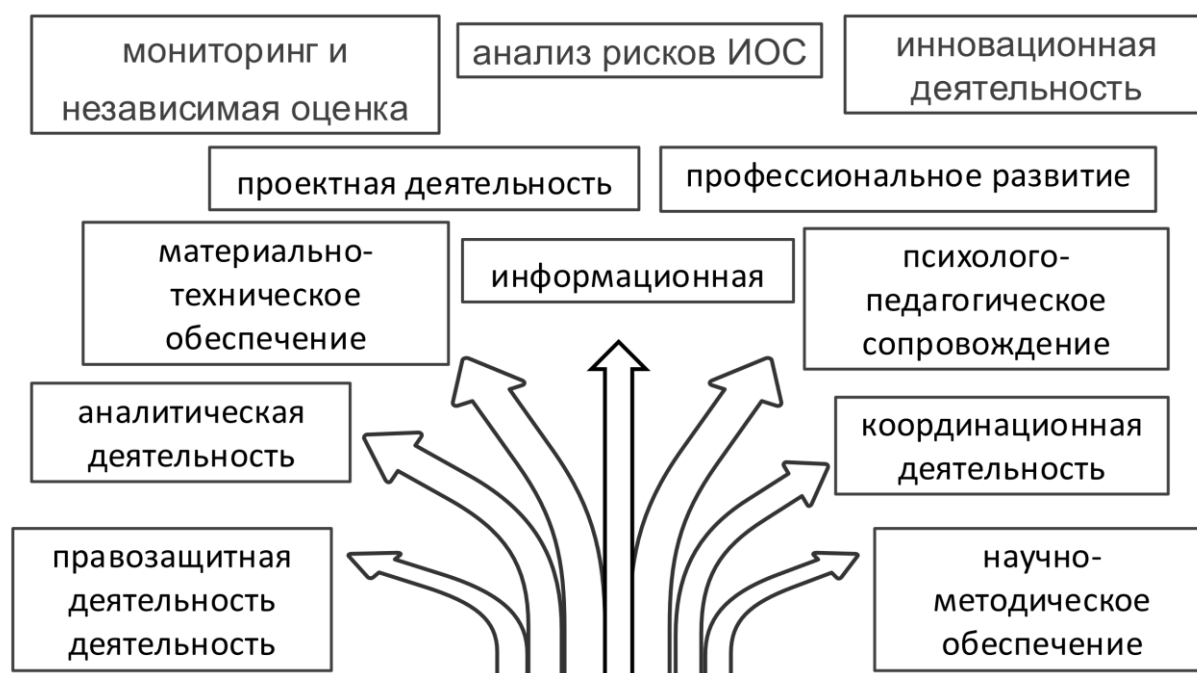 мониторинг и
независимая оценка
анализ рисков ИОС
инновационная
деятельность
проектная деятельность
профессиональное развитие
материально-
техническое
обеспечение
информационная
психолого-
педагогическое
сопровождение
аналитическая
деятельность
координационная
деятельность
правозащитная
деятельность
деятельность
научно-
методическое
обеспечение